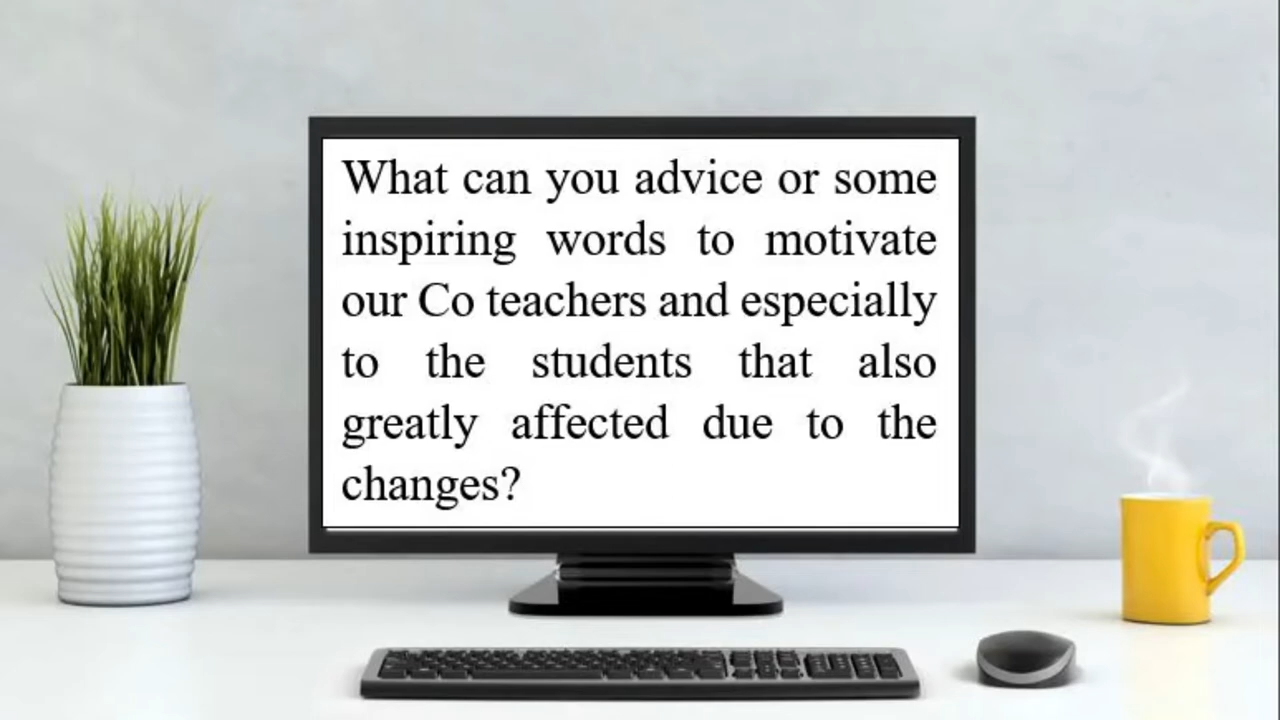 What can you advice or some
inspiring words to motivate
our Co teachers and especially
to the students that also
greatly affected due to the
changes?